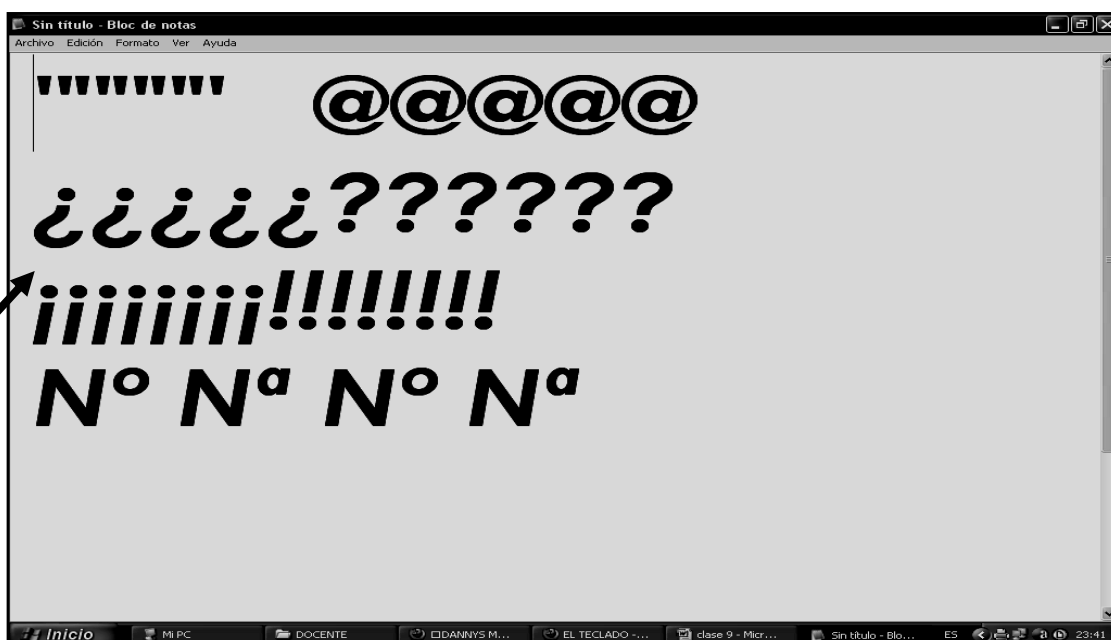 Sin título - Bloc de notas
Archivo Edición Formato Ver Ayuda
""""" @@@@@
¿¿¿¿¿??????
¡¡¡¡¡¡¡¡!!!!!!!!
Nº Nª Nº Nª
Inicio Mi PC DOCENTE DANNYS M... EL TECLADO -... clase 9 - Micr... Sin título - Blo... ES 23:41